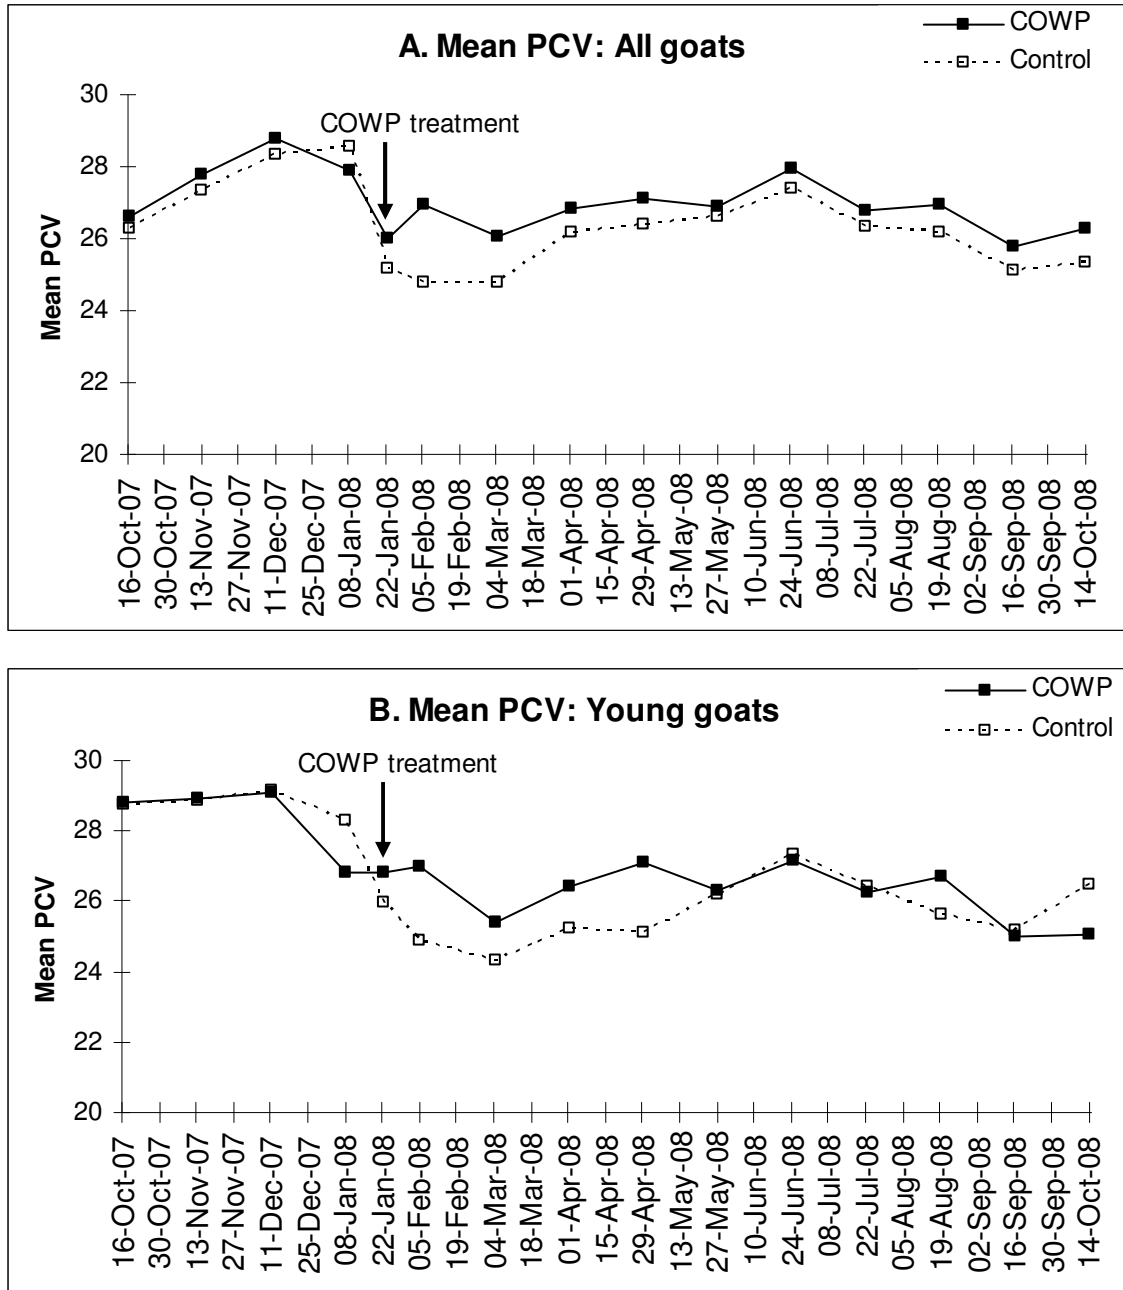 A. Mean PCV: All goats
COWP
Control
COWP treatment
Mean PCV
30
28
26
24
22
20
16-Oct-07
30-Oct-07
13-Nov-07
27-Nov-07
11-Dec-07
25-Dec-07
08-Jan-08
22-Jan-08
05-Feb-08
19-Feb-08
04-Mar-08
18-Mar-08
01-Apr-08
15-Apr-08
29-Apr-08
13-May-08
27-May-08
10-Jun-08
24-Jun-08
08-Jul-08
22-Jul-08
05-Aug-08
19-Aug-08
02-Sep-08
16-Sep-08
30-Sep-08
14-Oct-08
B. Mean PCV: Young goats
COWP
Control
COWP treatment
Mean PCV
30
28
26
24
22
20
16-Oct-07
30-Oct-07
13-Nov-07
27-Nov-07
11-Dec-07
25-Dec-07
08-Jan-08
22-Jan-08
05-Feb-08
19-Feb-08
04-Mar-08
18-Mar-08
01-Apr-08
15-Apr-08
29-Apr-08
13-May-08
27-May-08
10-Jun-08
24-Jun-08
08-Jul-08
22-Jul-08
05-Aug-08
19-Aug-08
02-Sep-08
16-Sep-08
30-Sep-08
14-Oct-08